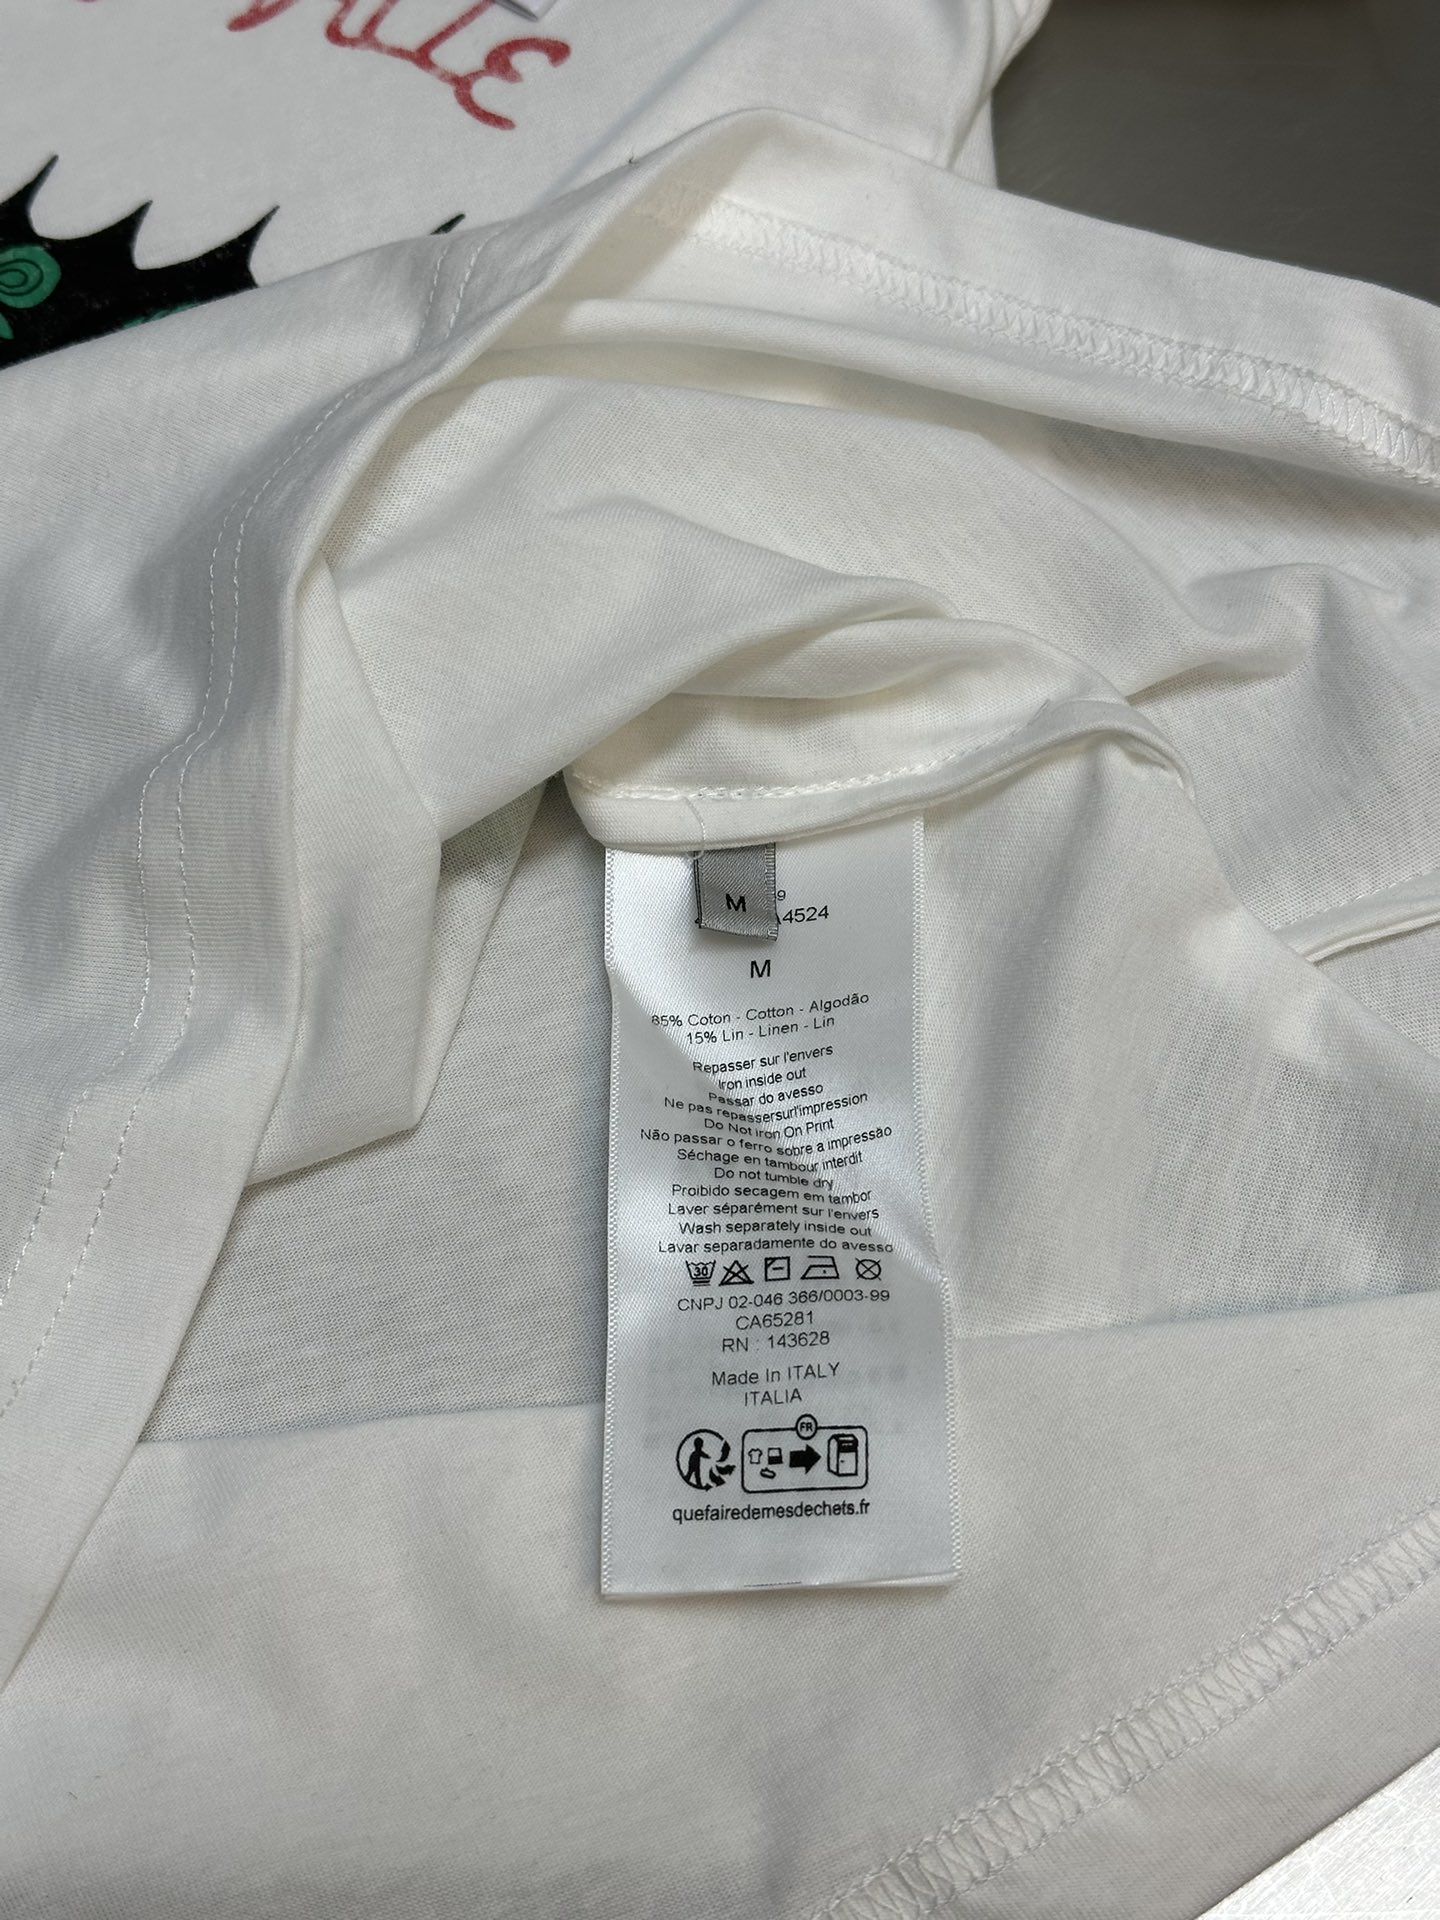 M
9
A4524
M
85% Coton - Cotton - Algodão
15% Lin - Linen - Lin
Repasser sur l'envers
Iron inside out
Passar do avesso
Ne pas repassersurl'impression
Do Not Iron On Print
Não passar o ferro sobre a impressão
Séchage en tambour interdit
Do not tumble dry
Proibido secagem em tambor
Laver séparément sur l'envers
Wash separately inside out
Lavar separadamente do avesso
30
CNPJ 02-046 366/0003-99
CA65281
RN : 143628
Made In ITALY
ITALIA
FR
quefairedemesdechets.fr